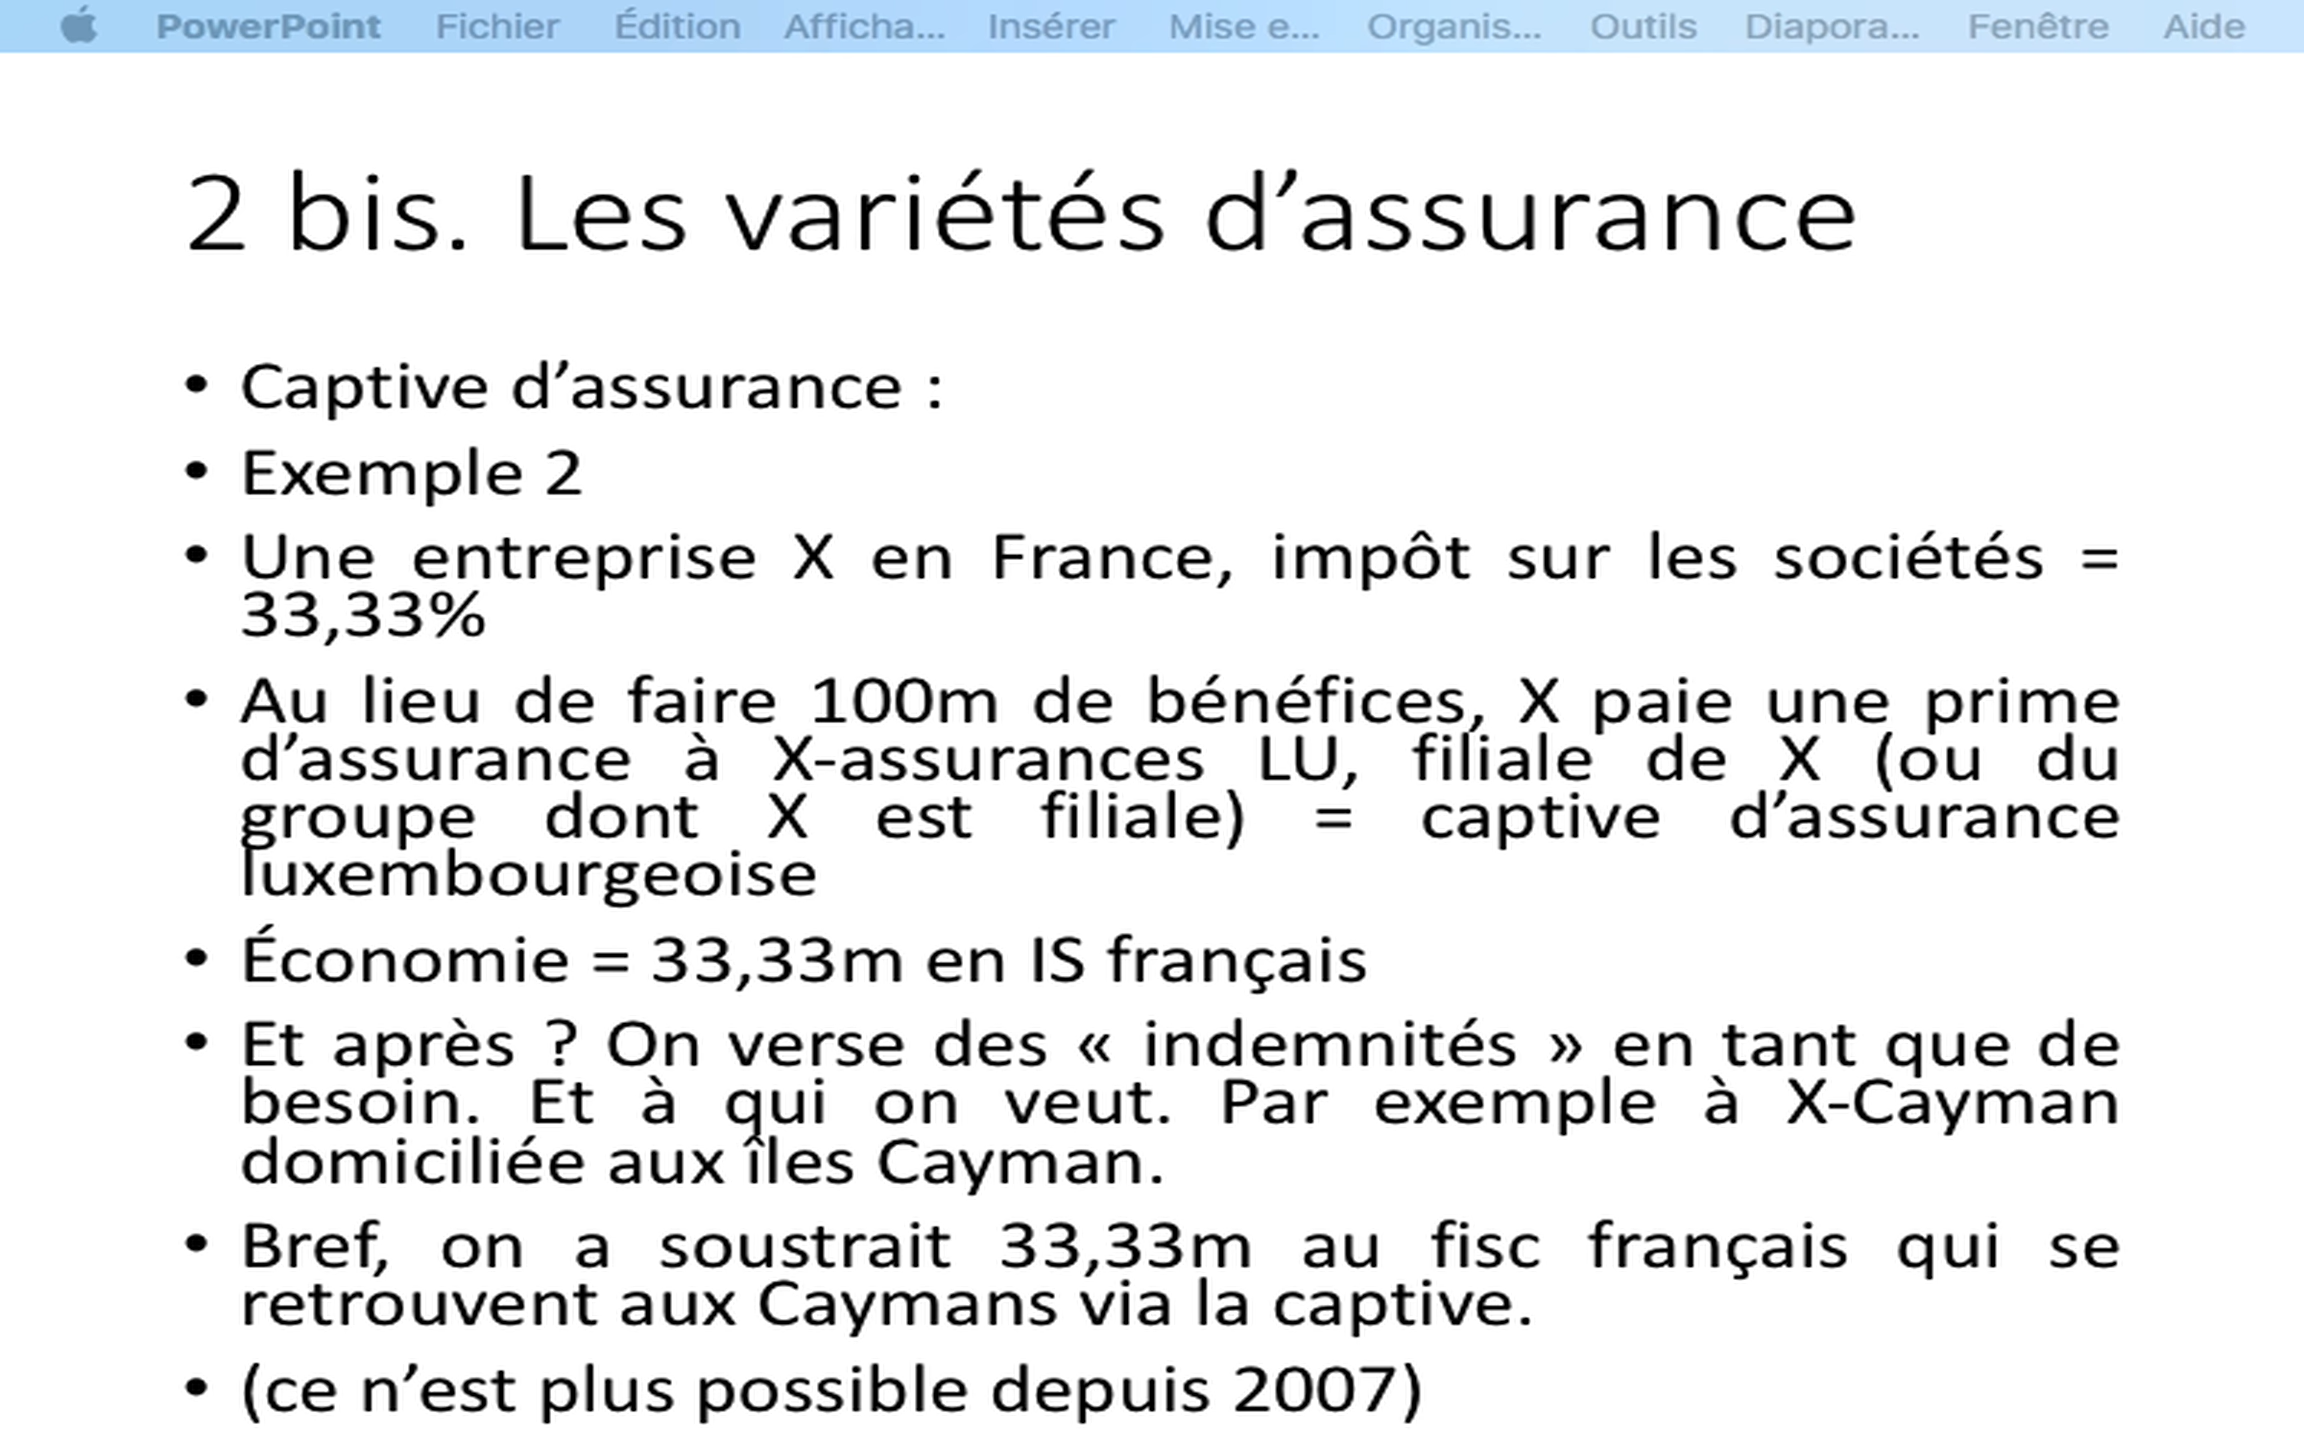 PowerPoint Fichier Édition Afficha... Insérer Mise e... Organis... Outils Diapora... Fenêtre Aide
2 bis. Les variétés d’assurance
• Captive d’assurance :
• Exemple 2
• Une entreprise X en France, impôt sur les sociétés =
33,33%
• Au lieu de faire 100m de bénéfices, X paie une prime
d’assurance à X-assurances LU, filiale de X (ou du
groupe dont X est filiale) = captive d’assurance
luxembourgeoise
• Économie = 33,33m en IS français
• Et après ? On verse des « indemnités » en tant que de
besoin. Et à qui on veut. Par exemple à X-Cayman
domiciliée aux îles Cayman.
• Bref, on a soustrait 33,33m au fisc français qui se
retrouvent aux Caymans via la captive.
• (ce n’est plus possible depuis 2007)